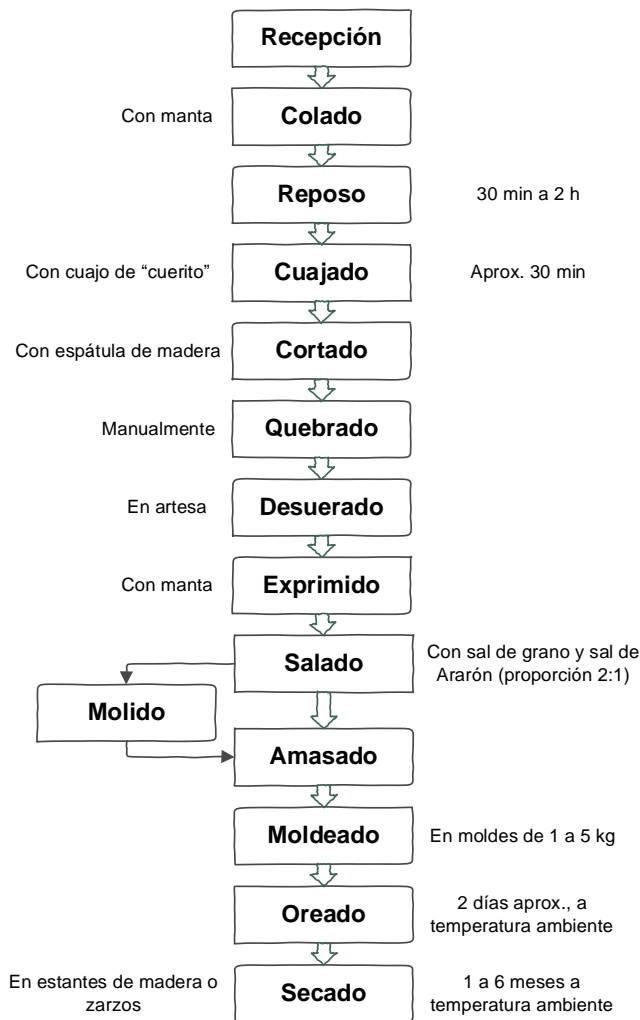 Recepción
Con manta
Colado
Reposo
30 min a 2 h
Con cuajo de “cuerito”
Cuajado
Aprox. 30 min
Con espátula de madera
Cortado
Manualmente
Quebrado
En artesa
Desuerado
Con manta
Exprimido
Salado
Con sal de grano y sal de
Ararón (proporción 2:1)
Molido
Amasado
Moldeado
En moldes de 1 a 5 kg
Oreado
2 días aprox., a
temperatura ambiente
En estantes de madera o
zarzos
Secado
1 a 6 meses a
temperatura ambiente